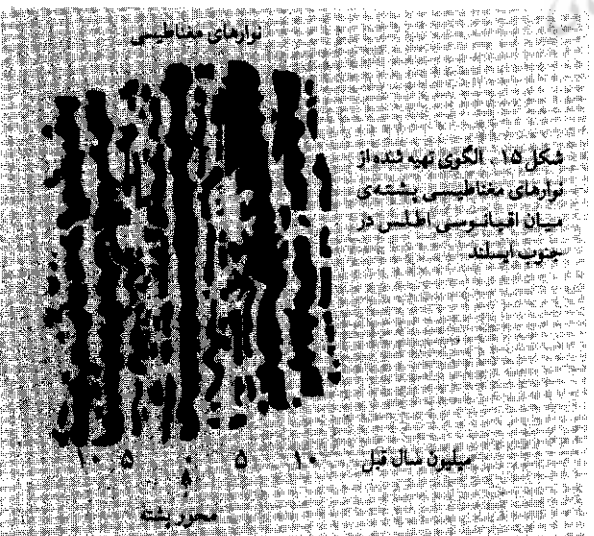 نوارهای مغناطیسی
شکل ۱۵ ـ الگوی تهیه شده از
نوارهای مغناطیسی پشته‌ی
میان اقیانوسی اطلس در
جنوب ایسلند
۱۰ ۵ ۰ ۵ ۱۰ میلیون سال قبل
محور پشته